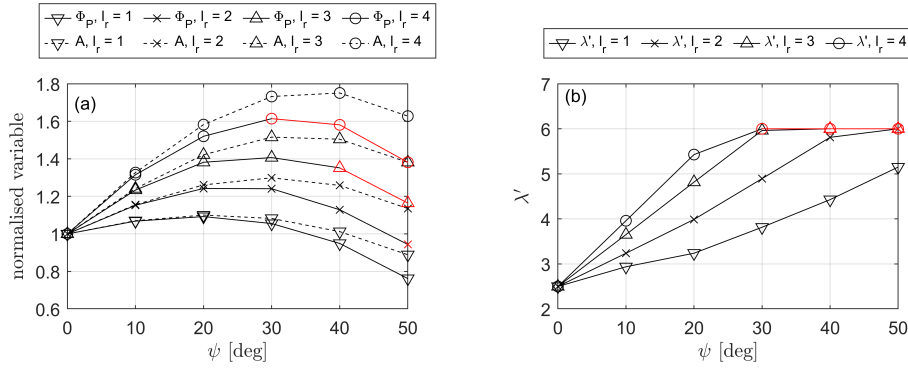 Φ_P, l_r = 1 Φ_P, l_r = 2 Φ_P, l_r = 3 Φ_P, l_r = 4
A, l_r = 1 A, l_r = 2 A, l_r = 3 A, l_r = 4
(a)
normalised variable
1.8
1.6
1.4
1.2
1
0.8
0.6
0 10 20 30 40 50
ψ [deg]
λ', l_r = 1 λ', l_r = 2 λ', l_r = 3 λ', l_r = 4
(b)
λ'
7
6
5
4
3
2
0 10 20 30 40 50
ψ [deg]